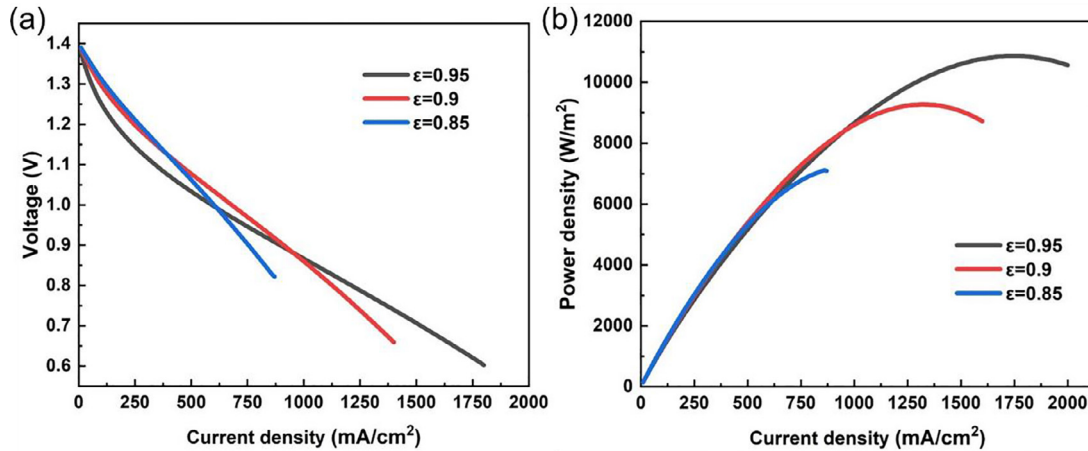 (a)
1.4
1.3
1.2
1.1
1.0
0.9
0.8
0.7
0.6
Voltage (V)
ε=0.95
ε=0.9
ε=0.85
0 250 500 750 1000 1250 1500 1750 2000
Current density (mA/cm²)
(b)
12000
10000
8000
6000
4000
2000
0
Power density (W/m²)
ε=0.95
ε=0.9
ε=0.85
0 250 500 750 1000 1250 1500 1750 2000
Current density (mA/cm²)